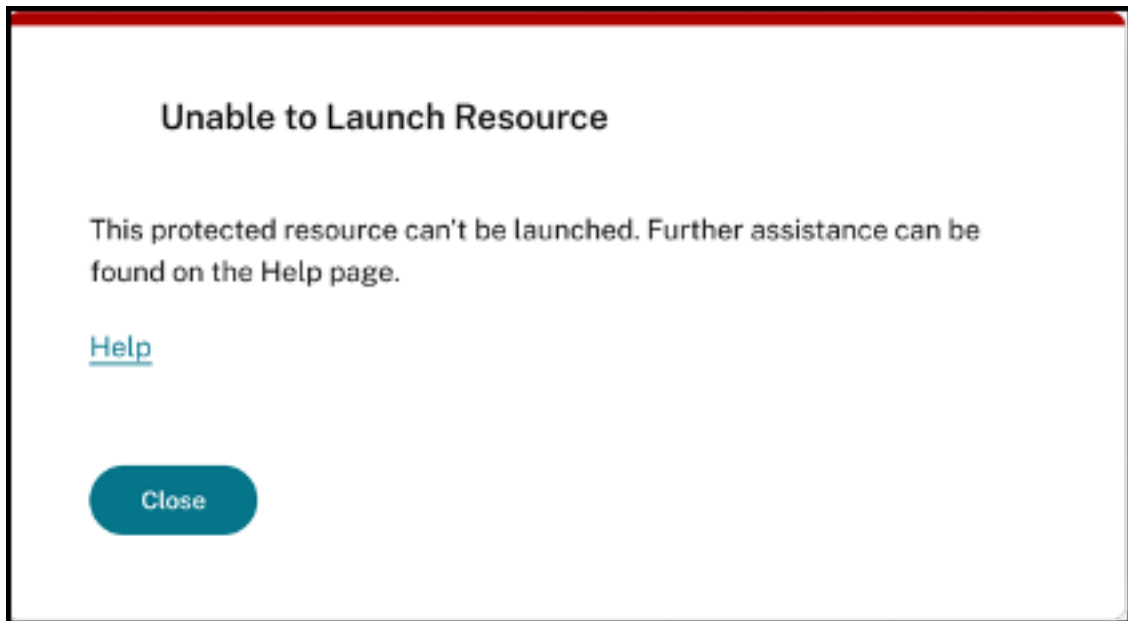 Unable to Launch Resource
This protected resource can't be launched. Further assistance can be
found on the Help page.
Help
Close